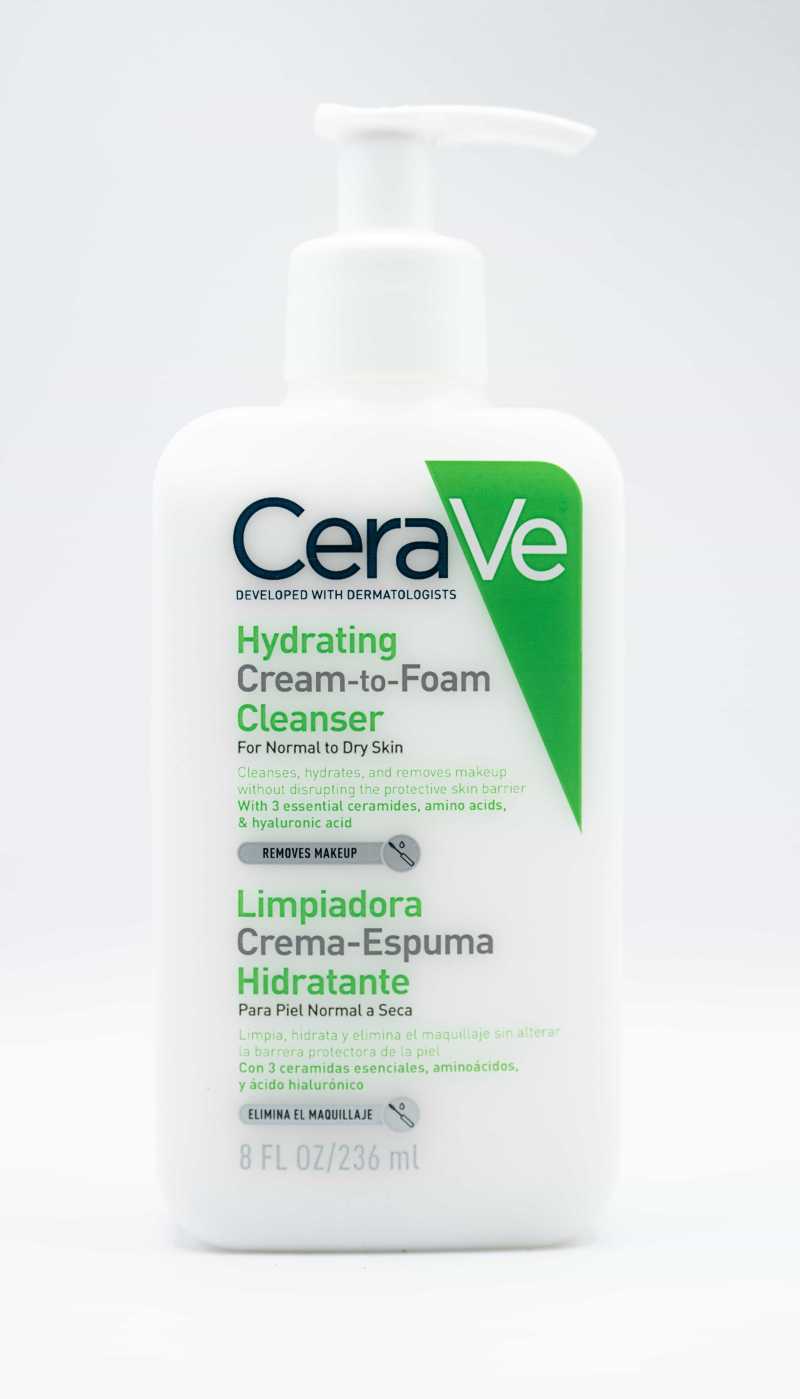 CeraVe
DEVELOPED WITH DERMATOLOGISTS
Hydrating
Cream-to-Foam
Cleanser
For Normal to Dry Skin
Cleanses, hydrates, and removes makeup
without disrupting the protective skin barrier
With 3 essential ceramides, amino acids,
& hyaluronic acid
REMOVES MAKEUP
Limpiadora
Crema-Espuma
Hidratante
Para Piel Normal a Seca
Limpia, hidrata y elimina el maquillaje sin alterar
la barrera protectora de la piel
Con 3 ceramidas esenciales, aminoácidos,
y ácido hialurónico
ELIMINA EL MAQUILLAJE
8 FL OZ/236 ml